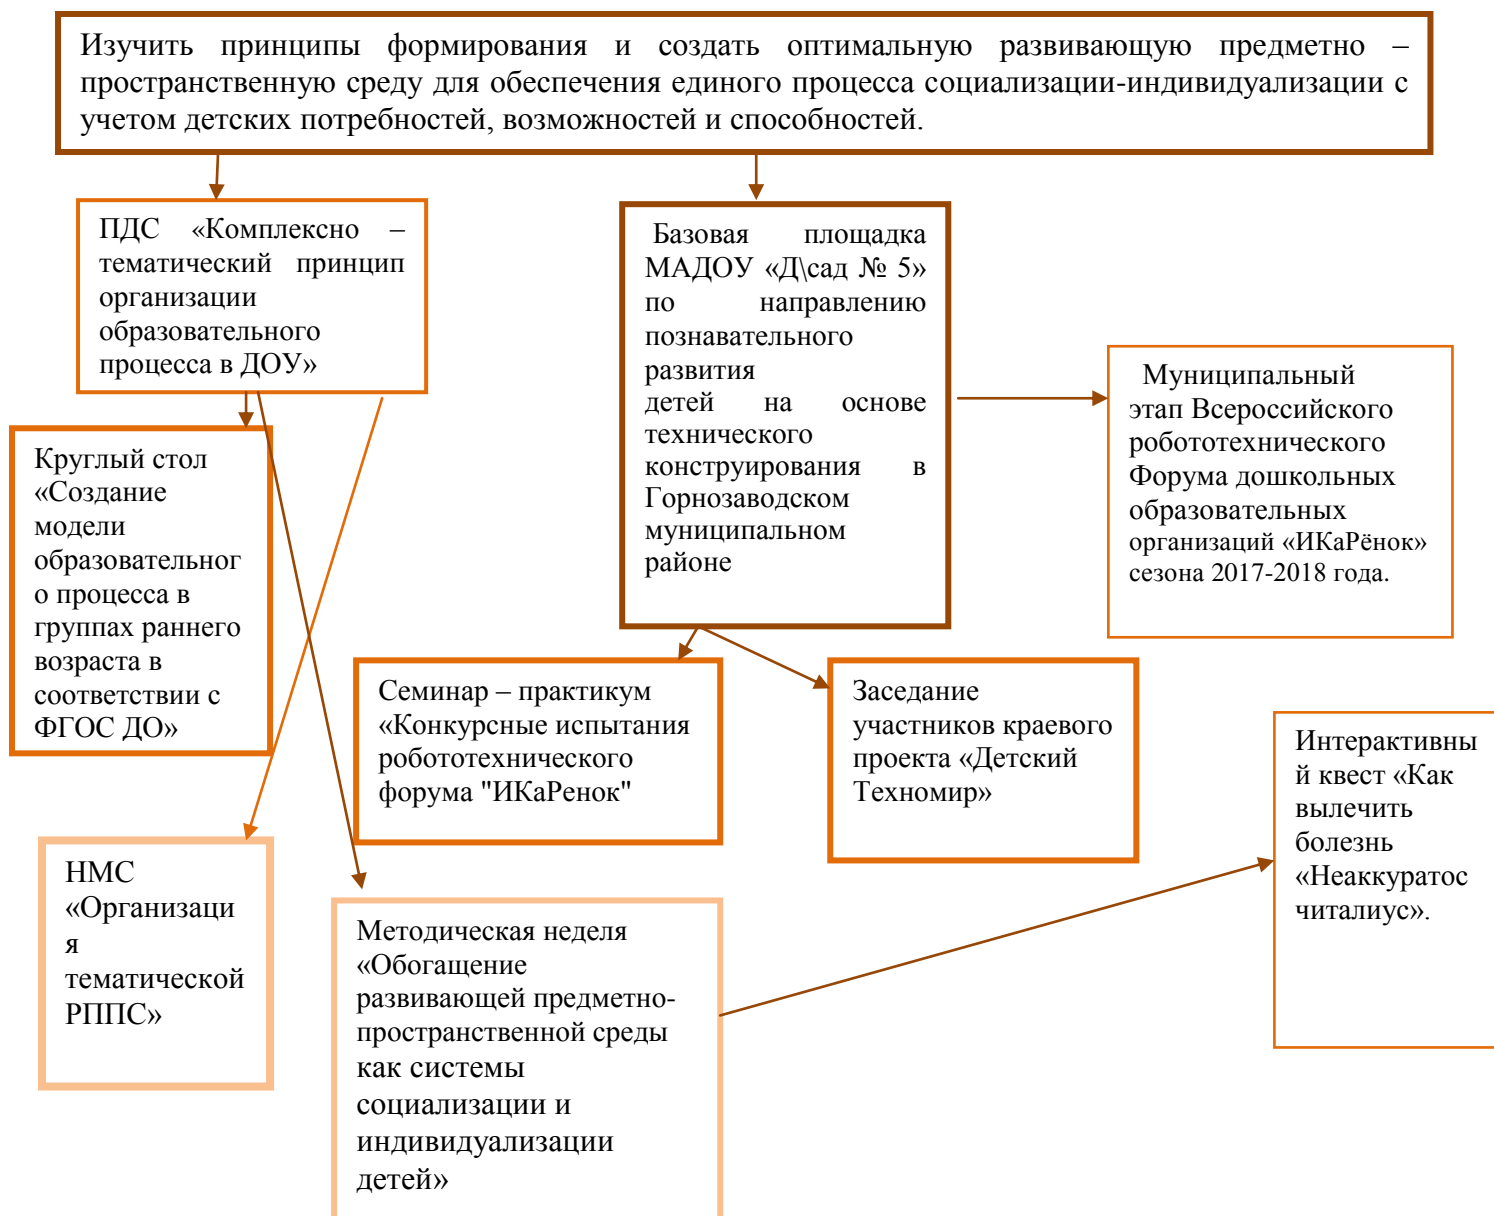 Изучить принципы формирования и создать оптимальную развивающую предметно –
пространственную среду для обеспечения единого процесса социализации-индивидуализации с
учетом детских потребностей, возможностей и способностей.
ПДС «Комплексно –
тематический принцип
организации
образовательного
процесса в ДОУ»
Базовая площадка
МАДОУ «Д\сад № 5»
по направлению
познавательного
развития
детей на основе
технического
конструирования в
Горнозаводском
муниципальном
районе
Муниципальный
этап Всероссийского
робототехнического
Форума дошкольных
образовательных
организаций «ИКаРёнок»
сезона 2017-2018 года.
Круглый стол
«Создание
модели
образовательног
о процесса в
группах раннего
возраста в
соответствии с
ФГОС ДО»
Семинар – практикум
«Конкурсные испытания
робототехнического
форума "ИКаРенок"
Заседание
участников краевого
проекта «Детский
Техномир»
Интерактивны
й квест «Как
вылечить
болезнь
«Неаккуратос
читалиус».
НМС
«Организаци
я
тематической
РППС»
Методическая неделя
«Обогащение
развивающей предметно-
пространственной среды
как системы
социализации и
индивидуализации
детей»